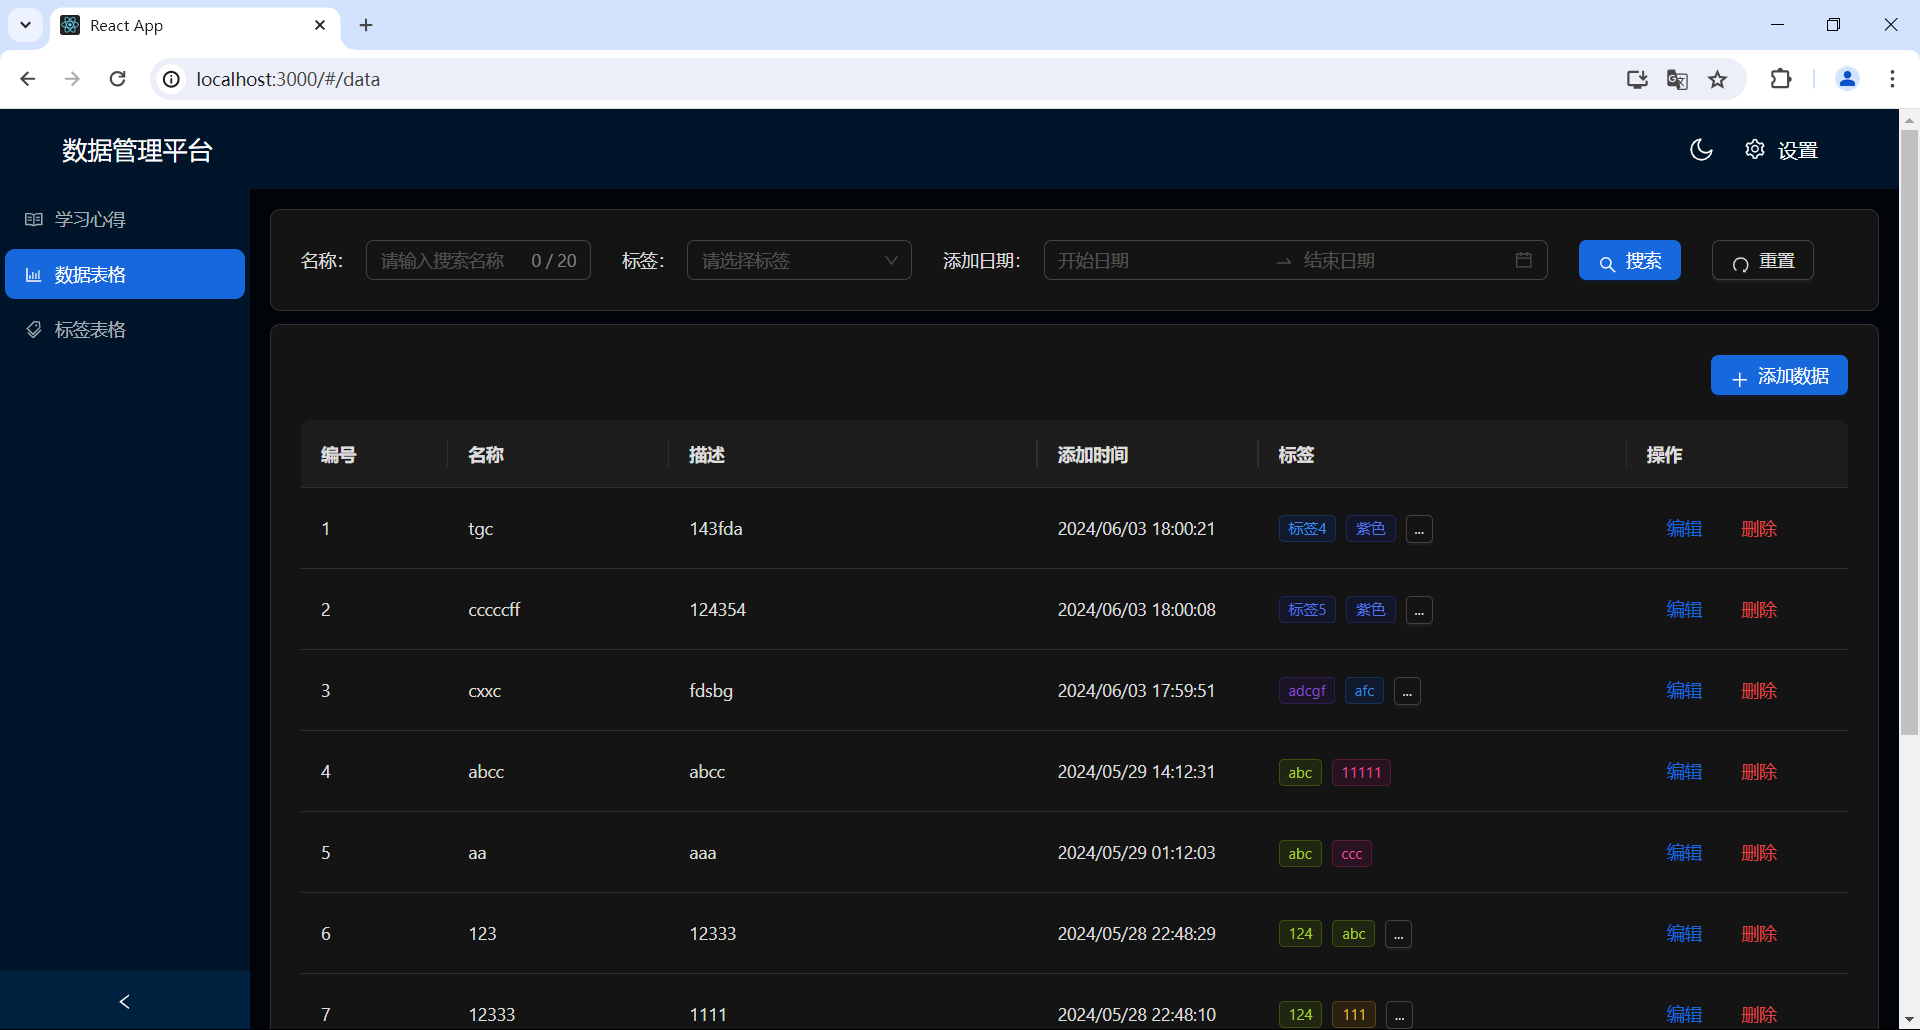 React App
localhost:3000/#/data
数据管理平台
设置
学习心得
数据表格
标签表格
名称： 请输入搜索名称 0 / 20 标签： 请选择标签 添加日期： 开始日期 结束日期 搜索 重置
添加数据
编号 名称 描述 添加时间 标签 操作
1 tgc 143fda 2024/06/03 18:00:21 标签4 紫色 ... 编辑 删除
2 cccccff 124354 2024/06/03 18:00:08 标签5 紫色 ... 编辑 删除
3 cxxc fdsbg 2024/06/03 17:59:51 adcgf afc ... 编辑 删除
4 abcc abcc 2024/05/29 14:12:31 abc 11111 编辑 删除
5 aa aaa 2024/05/29 01:12:03 abc ccc 编辑 删除
6 123 12333 2024/05/28 22:48:29 124 abc ... 编辑 删除
7 12333 1111 2024/05/28 22:48:10 124 111 ... 编辑 删除